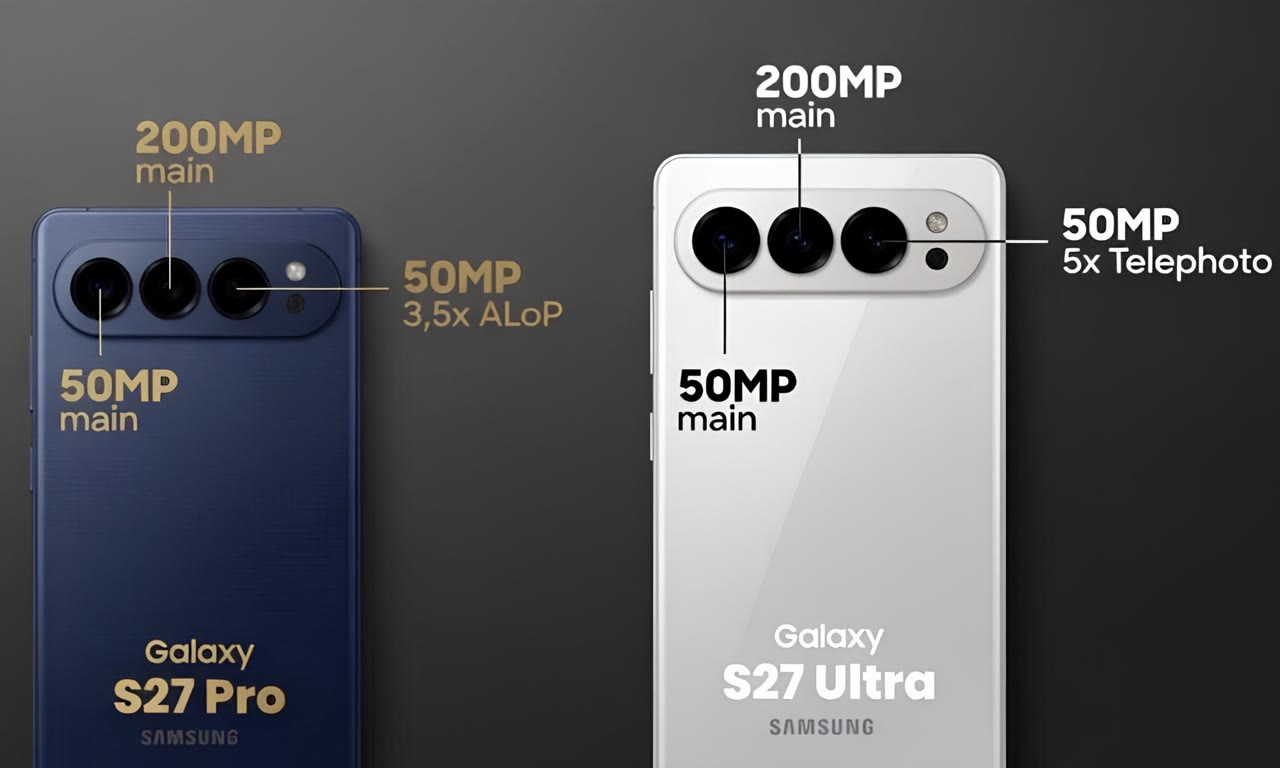 200MP
main
50MP
3,5x ALoP
50MP
main
Galaxy
S27 Pro
SAMSUNG
200MP
main
50MP
5x Telephoto
50MP
main
Galaxy
S27 Ultra
SAMSUNG